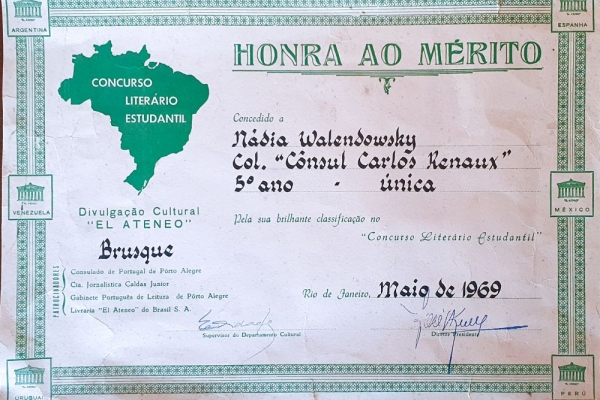 ARGENTINA
ESPANHA
HONRA AO MÉRITO
CONCURSO
LITERÁRIO
ESTUDANTIL
Concedido a
Nádia Walendowsky
Col. "Cônsul Carlos Renaux"
5º ano - única
VENEZUELA
MÉXICO
Divulgação Cultural
"EL ATENEO"
Pela sua brilhante classificação no
"Concurso Literário Estudantil"
Brusque
PATROCINADORES
Consulado de Portugal de Pôrto Alegre
Cia. Jornalística Caldas Junior
Gabinete Português de Leitura de Pôrto Alegre
Livraria "El Ateneo" do Brasil S. A.
Rio de Janeiro, Maio de 1969
Supervisor do Departamento Cultural
Diretor Presidente
URUGUAI
PERÚ